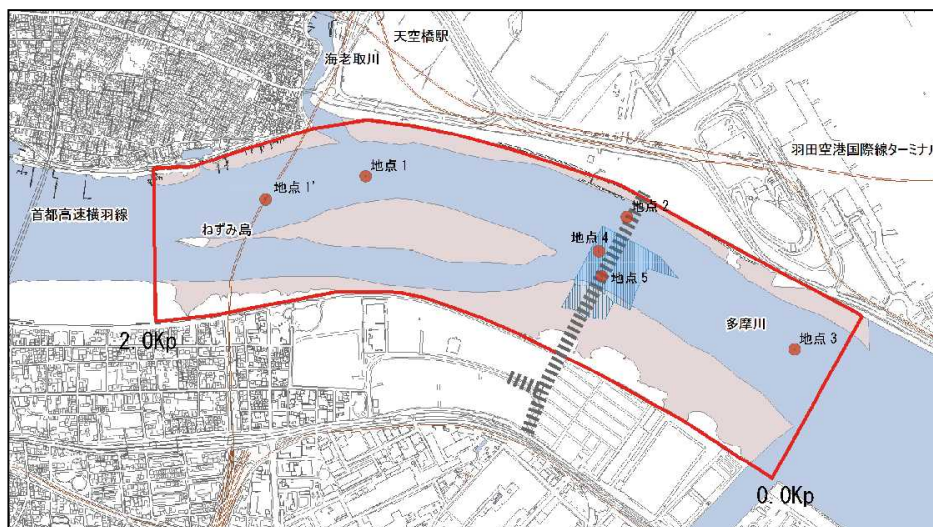 天空橋駅
海老取川
羽田空港国際線ターミナル
地点1
地点1'
地点2
首都高速横羽線
ねずみ島
地点4
地点5
多摩川
地点3
2.0Kp
0.0Kp